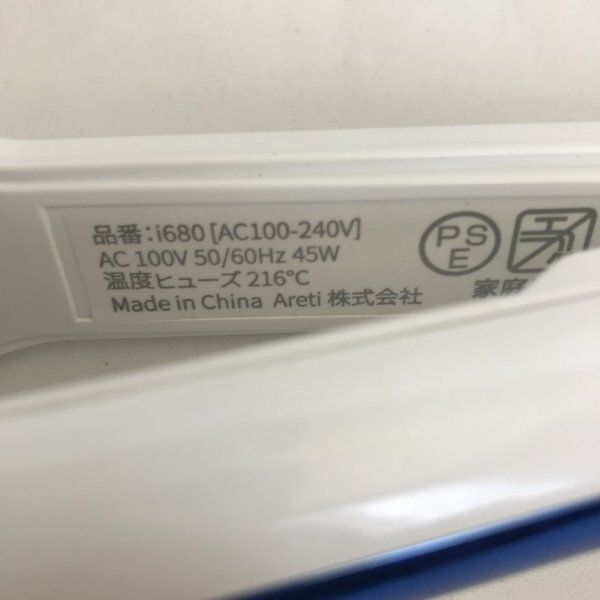 品番:i680 [AC100-240V]
AC 100V 50/60Hz 45W
温度ヒューズ 216°C
Made in China Areti 株式会社
PS
E
家庭